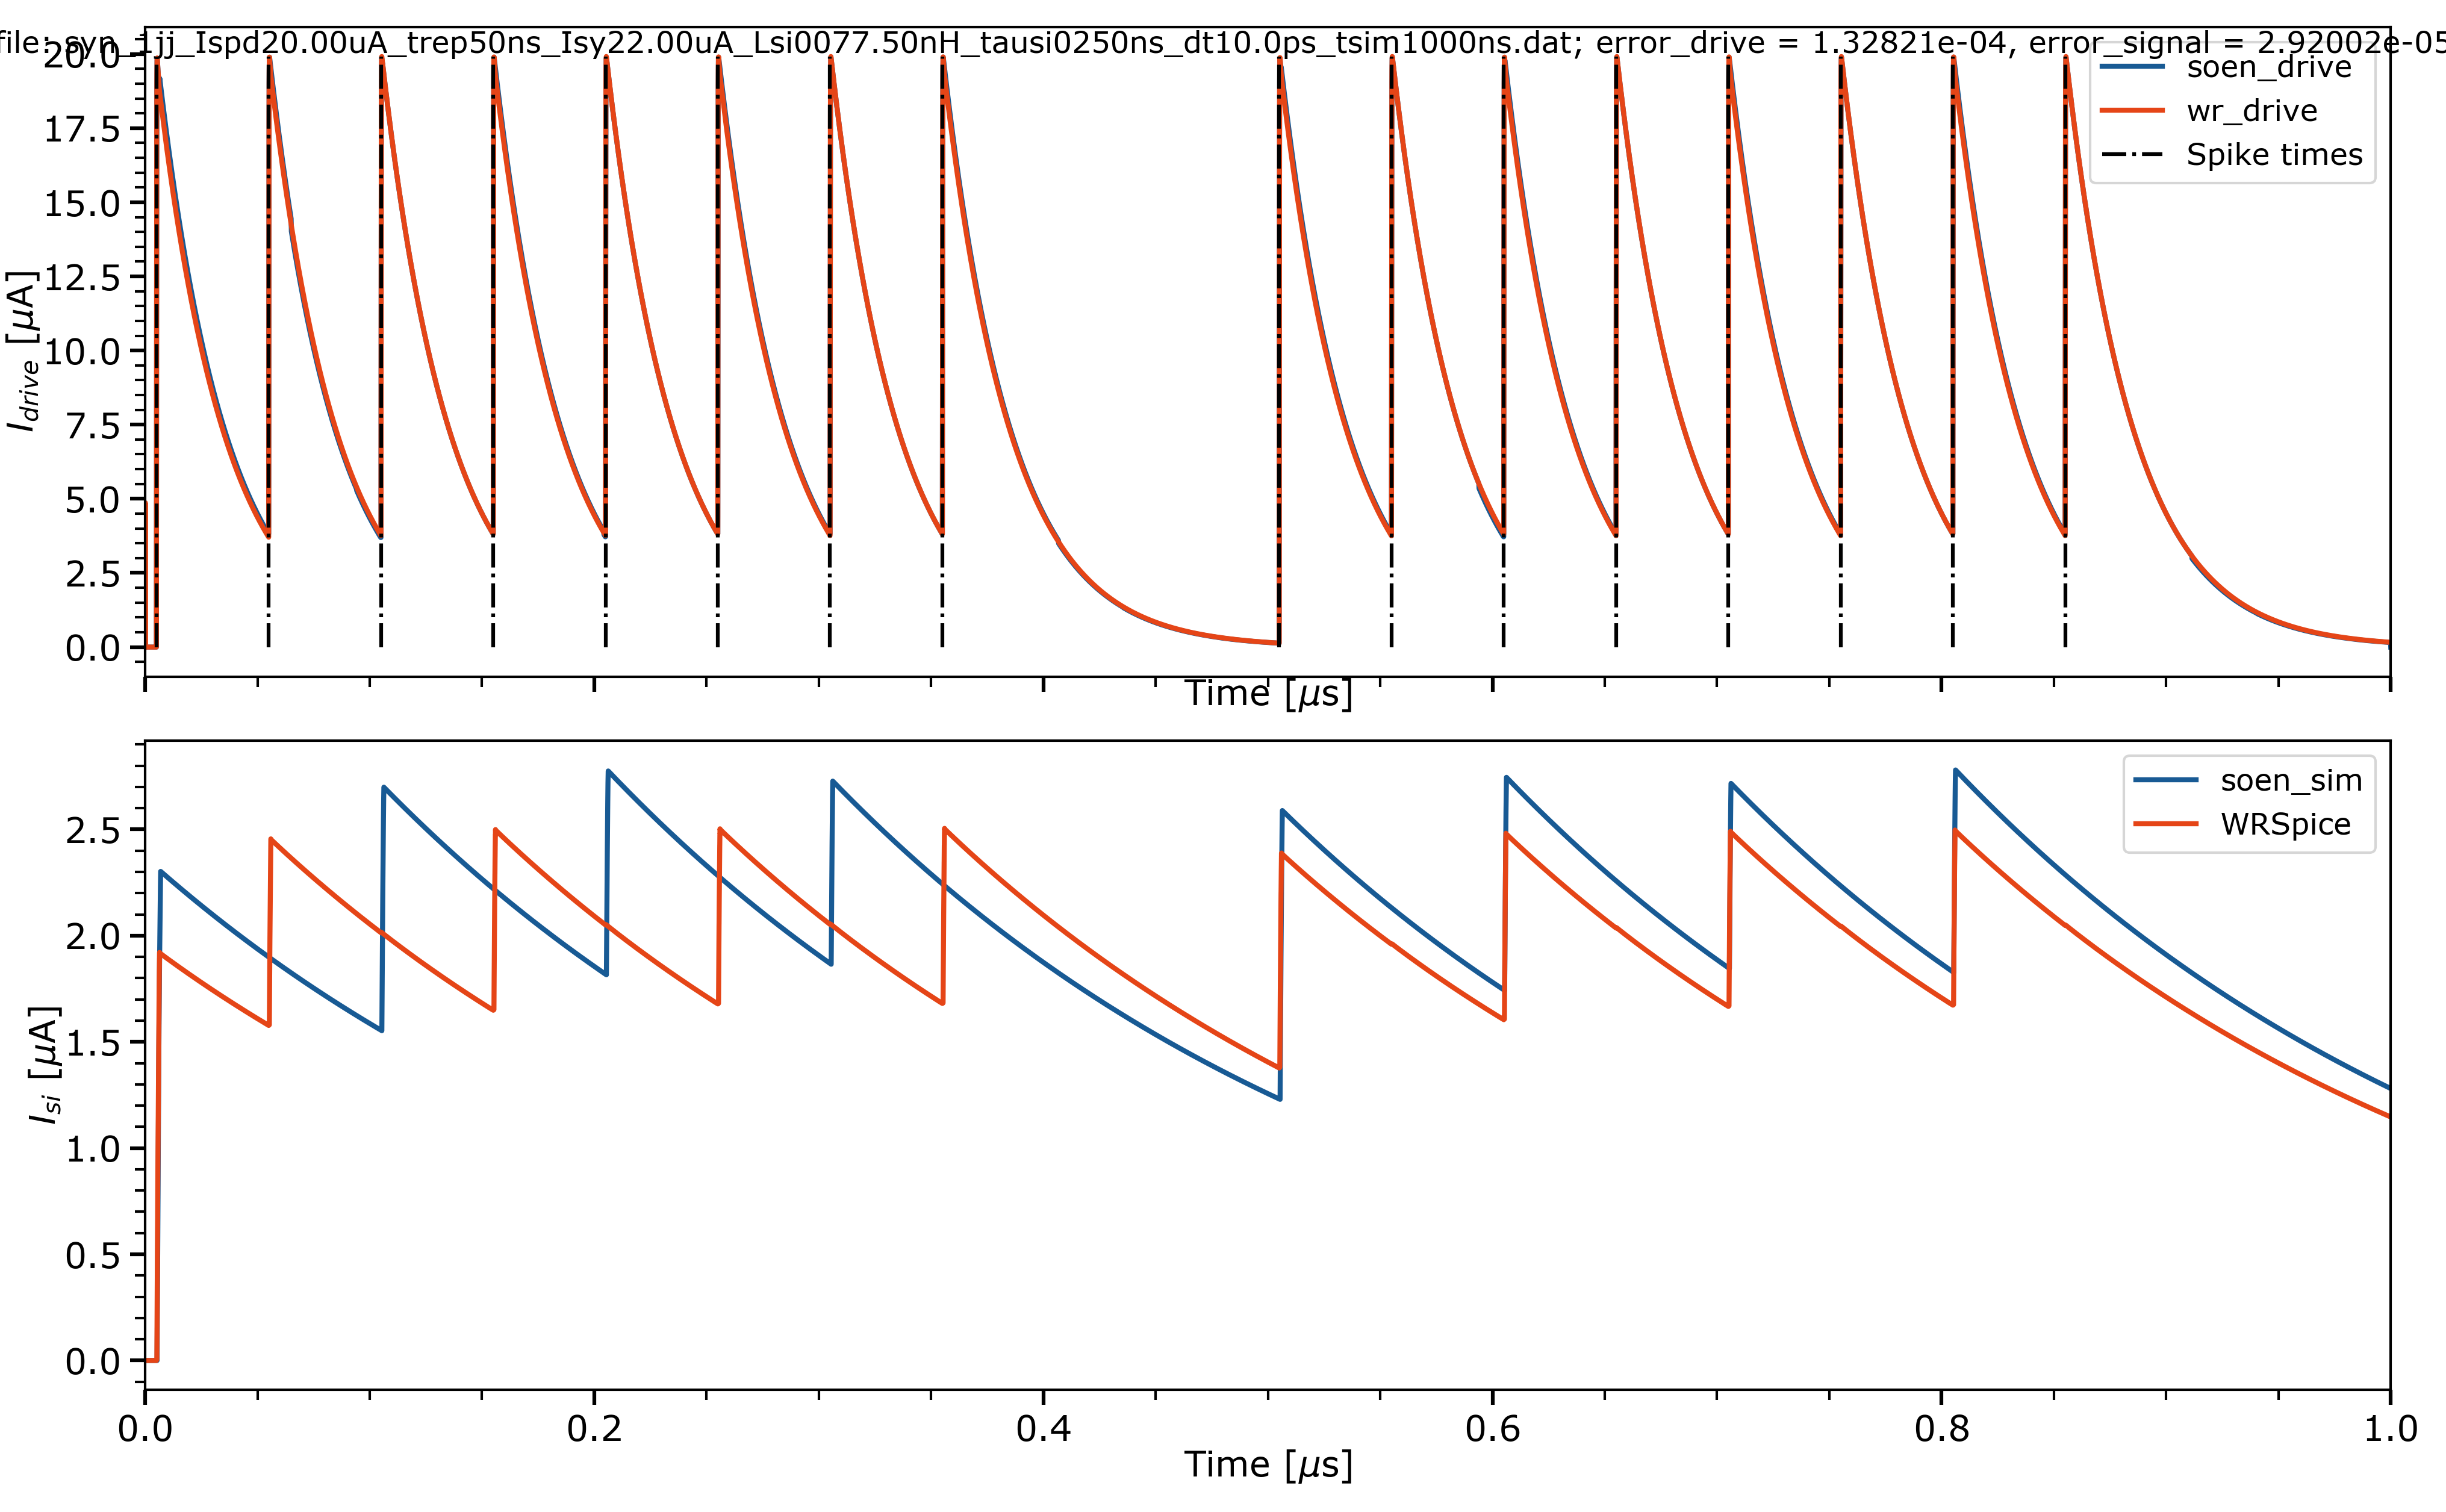 file: syn_1jj_Ispd20.00uA_trep50ns_Isy22.00uA_Lsi0077.50nH_tausi0250ns_dt10.0ps_tsim1000ns.dat; error_drive = 1.32821e-04, error_signal = 2.92002e-05
20.0
17.5
15.0
12.5
10.0
7.5
5.0
2.5
0.0
I_drive [μA]
soen_drive
wr_drive
Spike times
Time [μs]
2.5
2.0
1.5
1.0
0.5
0.0
I_si [μA]
soen_sim
WRSpice
0.0 0.2 0.4 0.6 0.8 1.0
Time [μs]